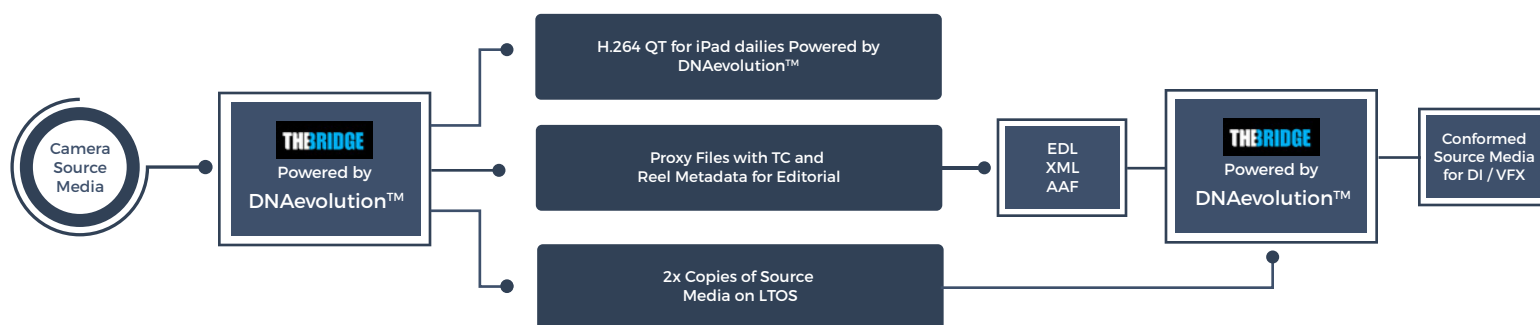 Camera
Source
Media
THEBRIDGE
Powered by
DNAevolution™
H.264 QT for iPad dailies Powered by
DNAevolution™
Proxy Files with TC and
Reel Metadata for Editorial
2x Copies of Source
Media on LTOS
EDL
XML
AAF
THEBRIDGE
Powered by
DNAevolution™
Conformed
Source Media
for DI / VFX